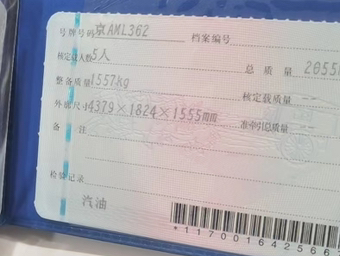 号牌号码 京AML362 档案编号
核定载人数 5人 总质量 2055
整备质量 1557kg 核定载质量 --
外廓尺寸 4379×1824×1555 准牵引总质量 --
备注
检验记录
汽油
*117001642566